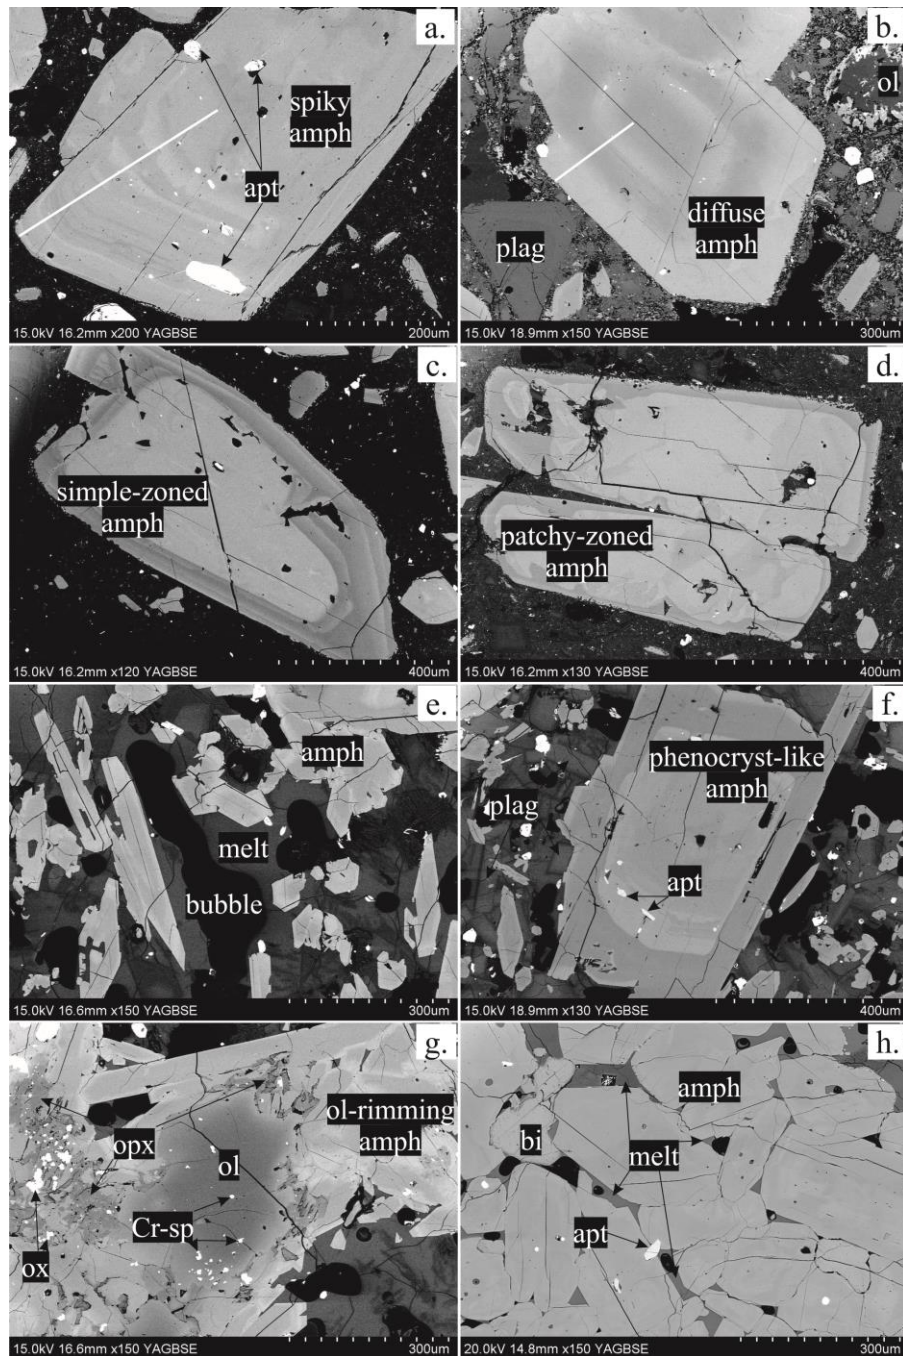 a.
spiky
amph
apt
15.0kV 16.2mm x200 YAGBSE 200um
b.
ol
diffuse
amph
plag
15.0kV 18.9mm x150 YAGBSE 300um
c.
simple-zoned
amph
15.0kV 16.2mm x120 YAGBSE 400um
d.
patchy-zoned
amph
15.0kV 16.2mm x130 YAGBSE 400um
e.
amph
melt
bubble
15.0kV 16.6mm x150 YAGBSE 300um
f.
phenocryst-like
amph
plag
apt
15.0kV 18.9mm x130 YAGBSE 400um
g.
ol-rimming
amph
opx
ol
Cr-sp
ox
15.0kV 16.6mm x150 YAGBSE 300um
h.
amph
bi
melt
apt
20.0kV 14.8mm x150 YAGBSE 300um